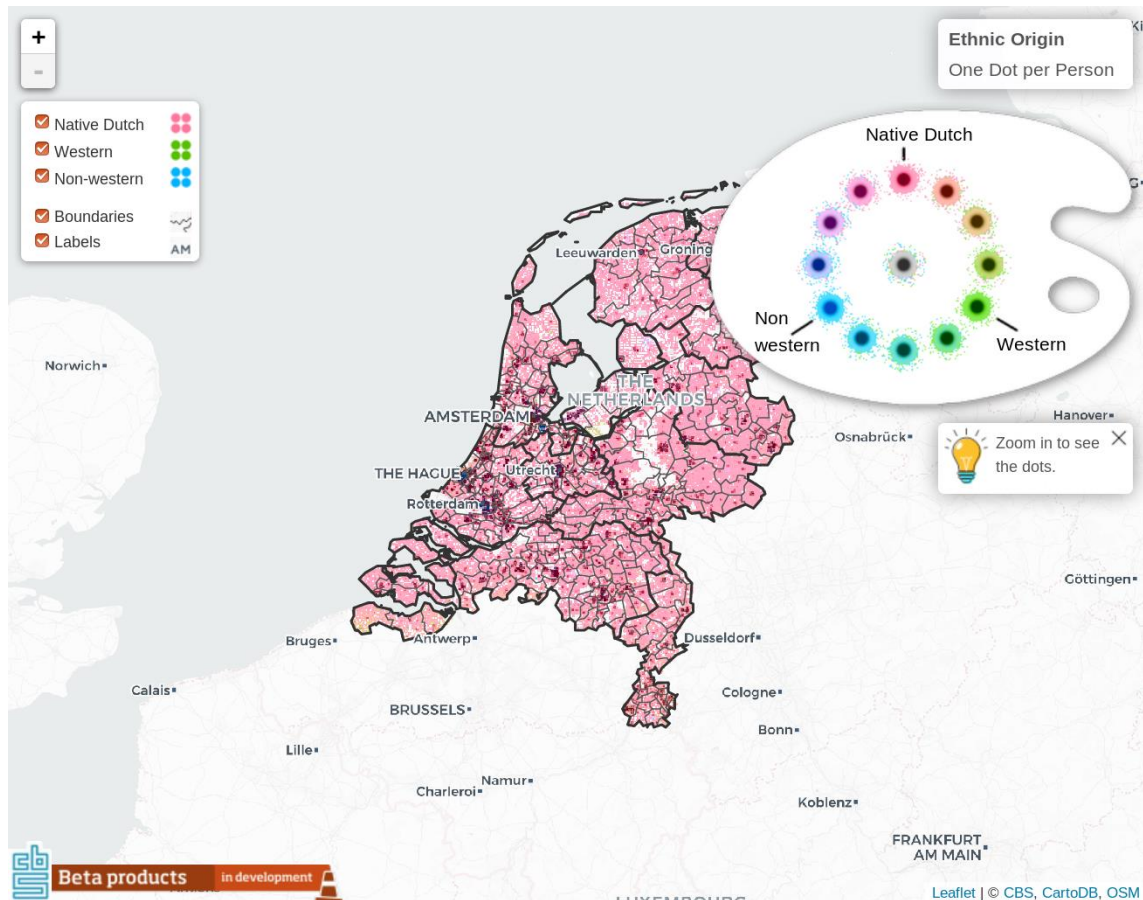 +
-
Native Dutch
Western
Non-western
Boundaries
Labels
AM
Ethnic Origin
One Dot per Person
Native Dutch
Non
western
Western
Leeuwarden
Groning
Norwich
THE
NETHERLANDS
AMSTERDAM
Hanover
Osnabrück
Zoom in to see
the dots.
THE HAGUE
Utrecht
Rotterdam
Göttingen
Bruges
Antwerp
Dusseldorf
Calais
Cologne
BRUSSELS
Bonn
Lille
Namur
Charleroi
Koblenz
FRANKFURT
AM MAIN
cbs
Beta products
in development
LUXEMBOURG
Leaflet | © CBS, CartoDB, OSM